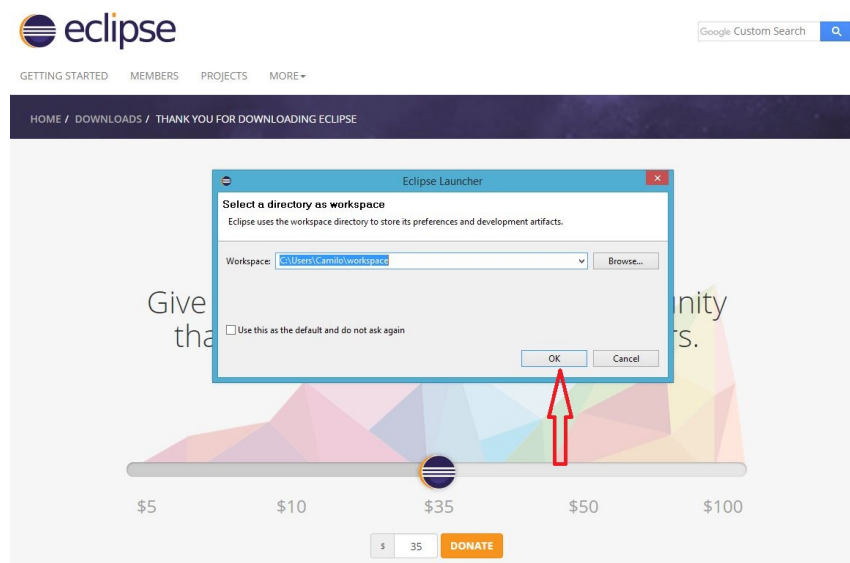 eclipse
Google Custom Search
GETTING STARTED MEMBERS PROJECTS MORE
HOME / DOWNLOADS / THANK YOU FOR DOWNLOADING ECLIPSE
Eclipse Launcher
Select a directory as workspace
Eclipse uses the workspace directory to store its preferences and development artifacts.
Workspace: C:\Users\Camilo\workspace Browse...
Give nity
tha s.
Use this as the default and do not ask again
OK Cancel
$5 $10 $35 $50 $100
$ 35 DONATE